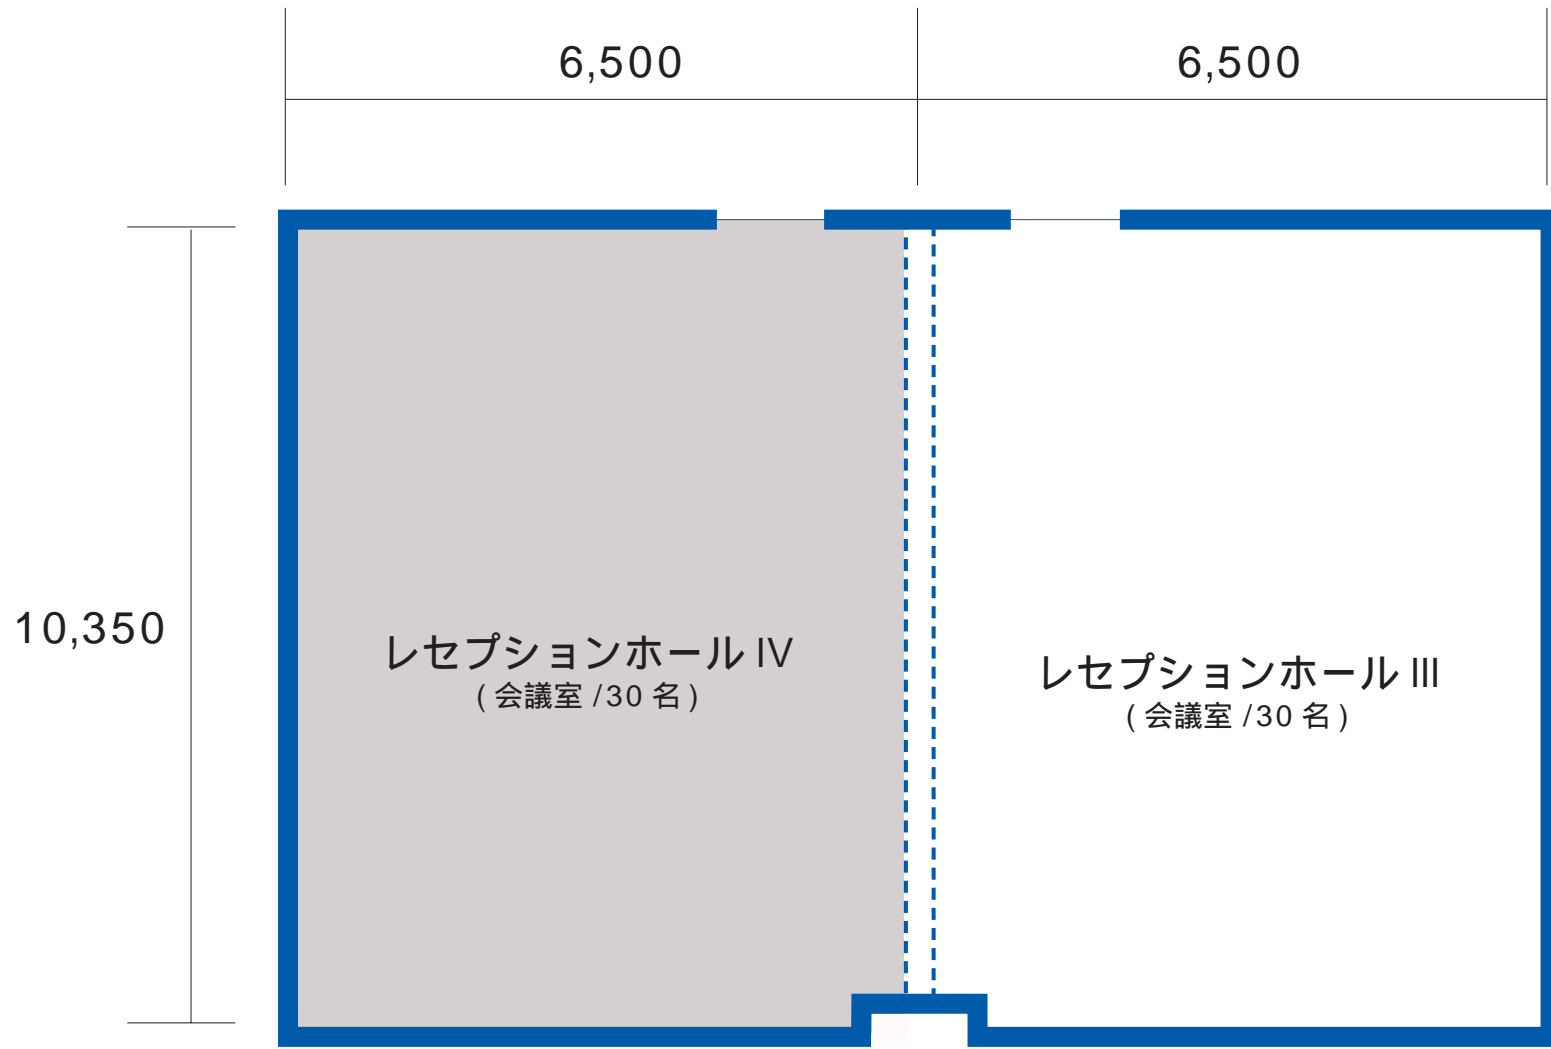 6,500
6,500
10,350
レセプションホール IV
( 会議室 /30 名 )
レセプションホール III
( 会議室 /30 名 )